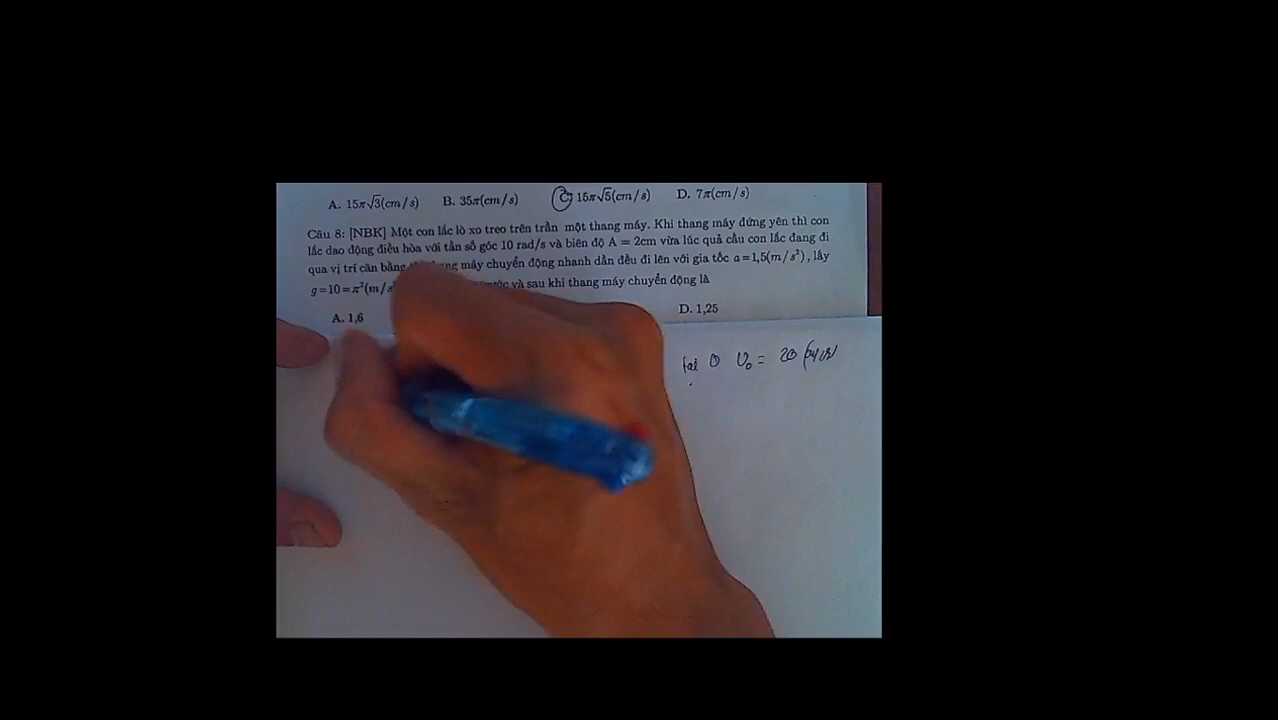 A. 15π√3(cm/s) B. 35π(cm/s) C. 15π√5(cm/s) D. 7π(cm/s)
Câu 8: [NBK] Một con lắc lò xo treo trên trần một thang máy. Khi thang máy đứng yên thì con
lắc dao động điều hòa với tần số góc 10 rad/s và biên độ A = 2cm vừa lúc quả cầu con lắc đang đi
qua vị trí cân bằng máy chuyển động nhanh dần đều đi lên với gia tốc a = 1,5(m/s²), lấy
g = 10 = π²(m/s và sau khi thang máy chuyển động là
A. 1,6 D. 1,25
tại O v₀ = 20